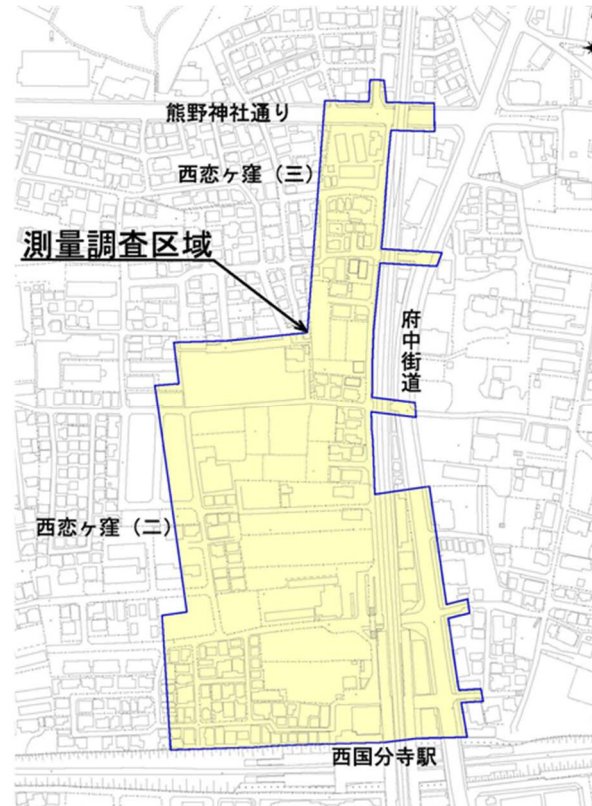 熊野神社通り
西恋ヶ窪（三）
測量調査区域
府中街道
西恋ヶ窪（二）
西国分寺駅